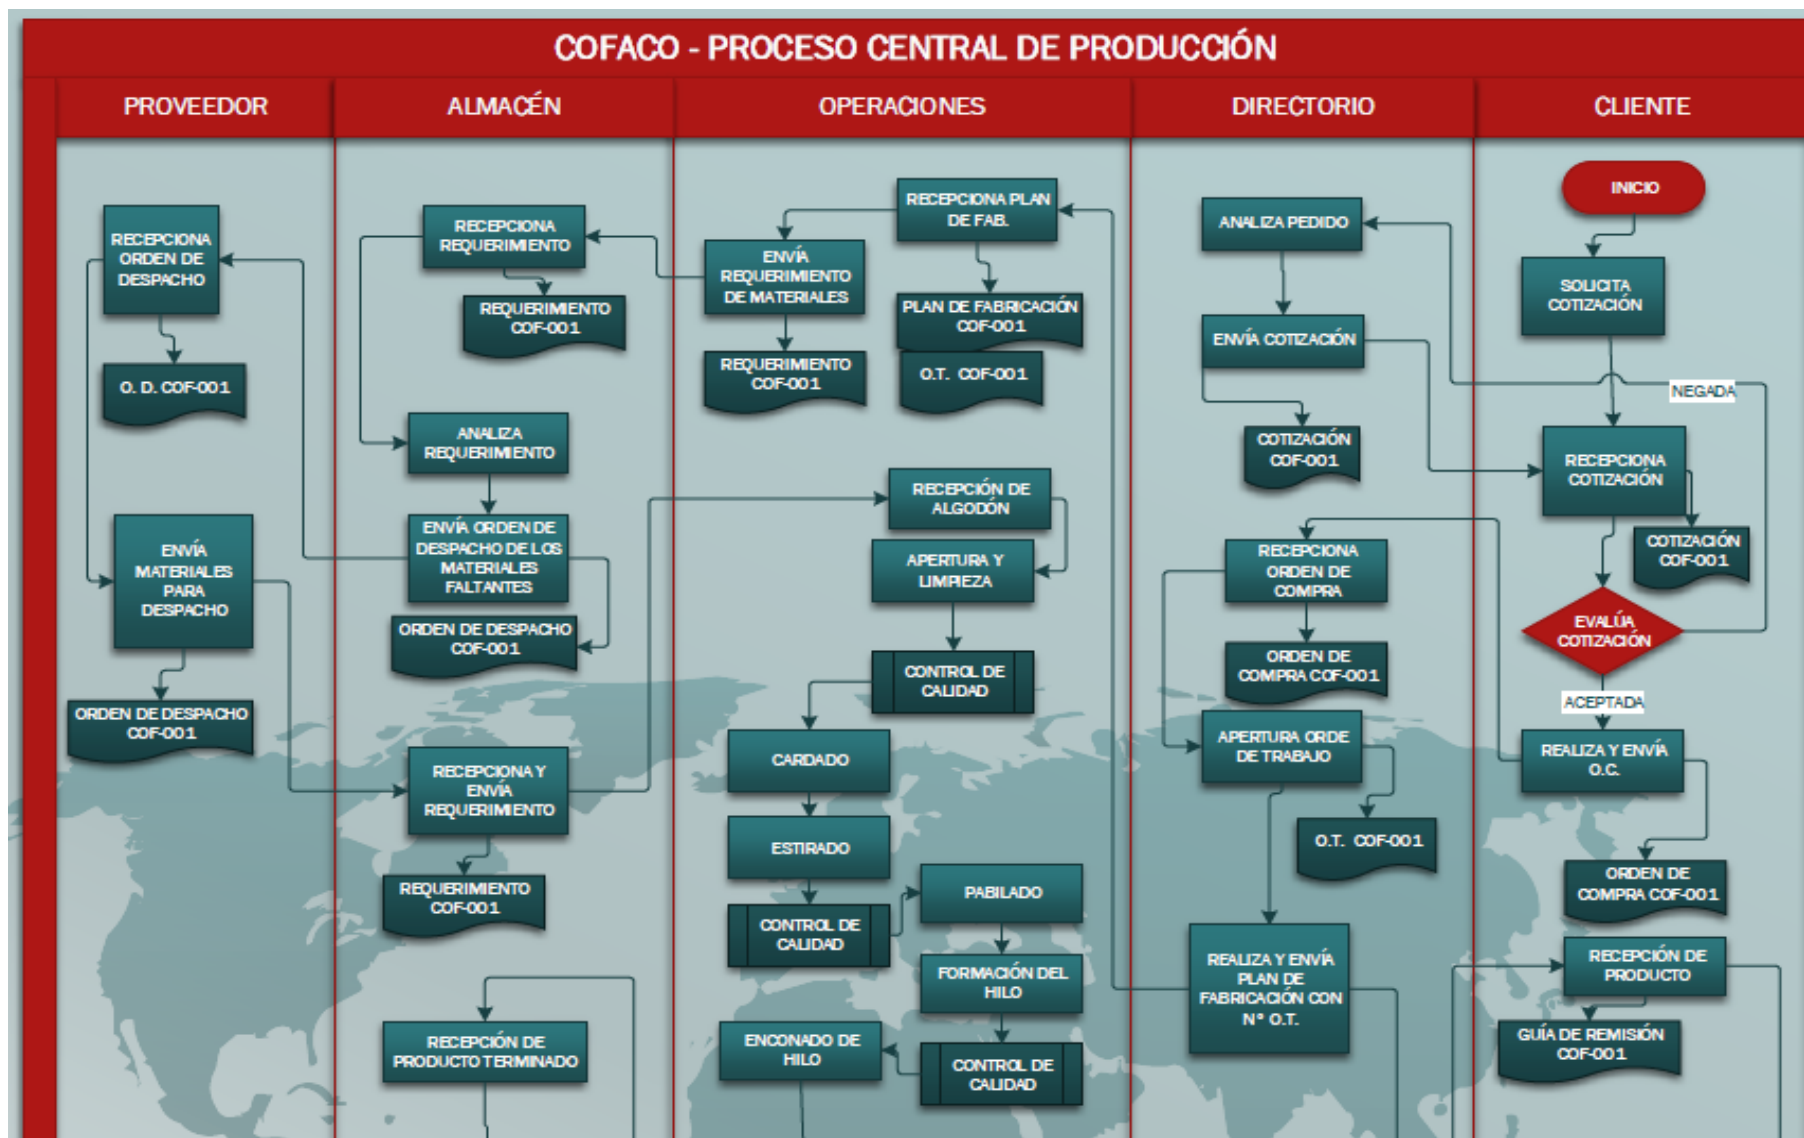 COFACO - PROCESO CENTRAL DE PRODUCCIÓN
PROVEEDOR
ALMACÉN
OPERACIONES
DIRECTORIO
CLIENTE
RECEPCIONA
ORDEN DE
DESPACHO
O. D. COF-001
ENVÍA
MATERIALES
PARA
DESPACHO
ORDEN DE DESPACHO
COF-001
RECEPCIONA
REQUERIMIENTO
REQUERIMIENTO
COF-001
ANALIZA
REQUERIMIENTO
ENVÍA ORDEN DE
DESPACHO DE LOS
MATERIALES
FALTANTES
ORDEN DE DESPACHO
COF-001
RECEPCIONA Y
ENVÍA
REQUERIMIENTO
REQUERIMIENTO
COF-001
RECEPCIÓN DE
PRODUCTO TERMINADO
RECEPCIONA PLAN
DE FAB.
ENVÍA
REQUERIMIENTO
DE MATERIALES
PLAN DE FABRICACIÓN
COF-001
REQUERIMIENTO
COF-001
O.T. COF-001
RECEPCIÓN DE
ALGODÓN
APERTURA Y
LIMPIEZA
CONTROL DE
CALIDAD
CARDADO
ESTIRADO
CONTROL DE
CALIDAD
PABILADO
FORMACIÓN DEL
HILO
CONTROL DE
CALIDAD
ENCONADO DE
HILO
ANALIZA PEDIDO
ENVÍA COTIZACIÓN
COTIZACIÓN
COF-001
RECEPCIONA
ORDEN DE
COMPRA
ORDEN DE
COMPRA COF-001
APERTURA ORDE
DE TRABAJO
O.T. COF-001
REALIZA Y ENVÍA
PLAN DE
FABRICACIÓN CON
N° O.T.
INICIO
SOLICITA
COTIZACIÓN
NEGADA
RECEPCIONA
COTIZACIÓN
COTIZACIÓN
COF-001
EVALÚA
COTIZACIÓN
ACEPTADA
REALIZA Y ENVÍA
O.C.
ORDEN DE
COMPRA COF-001
RECEPCIÓN DE
PRODUCTO
GUÍA DE REMISIÓN
COF-001